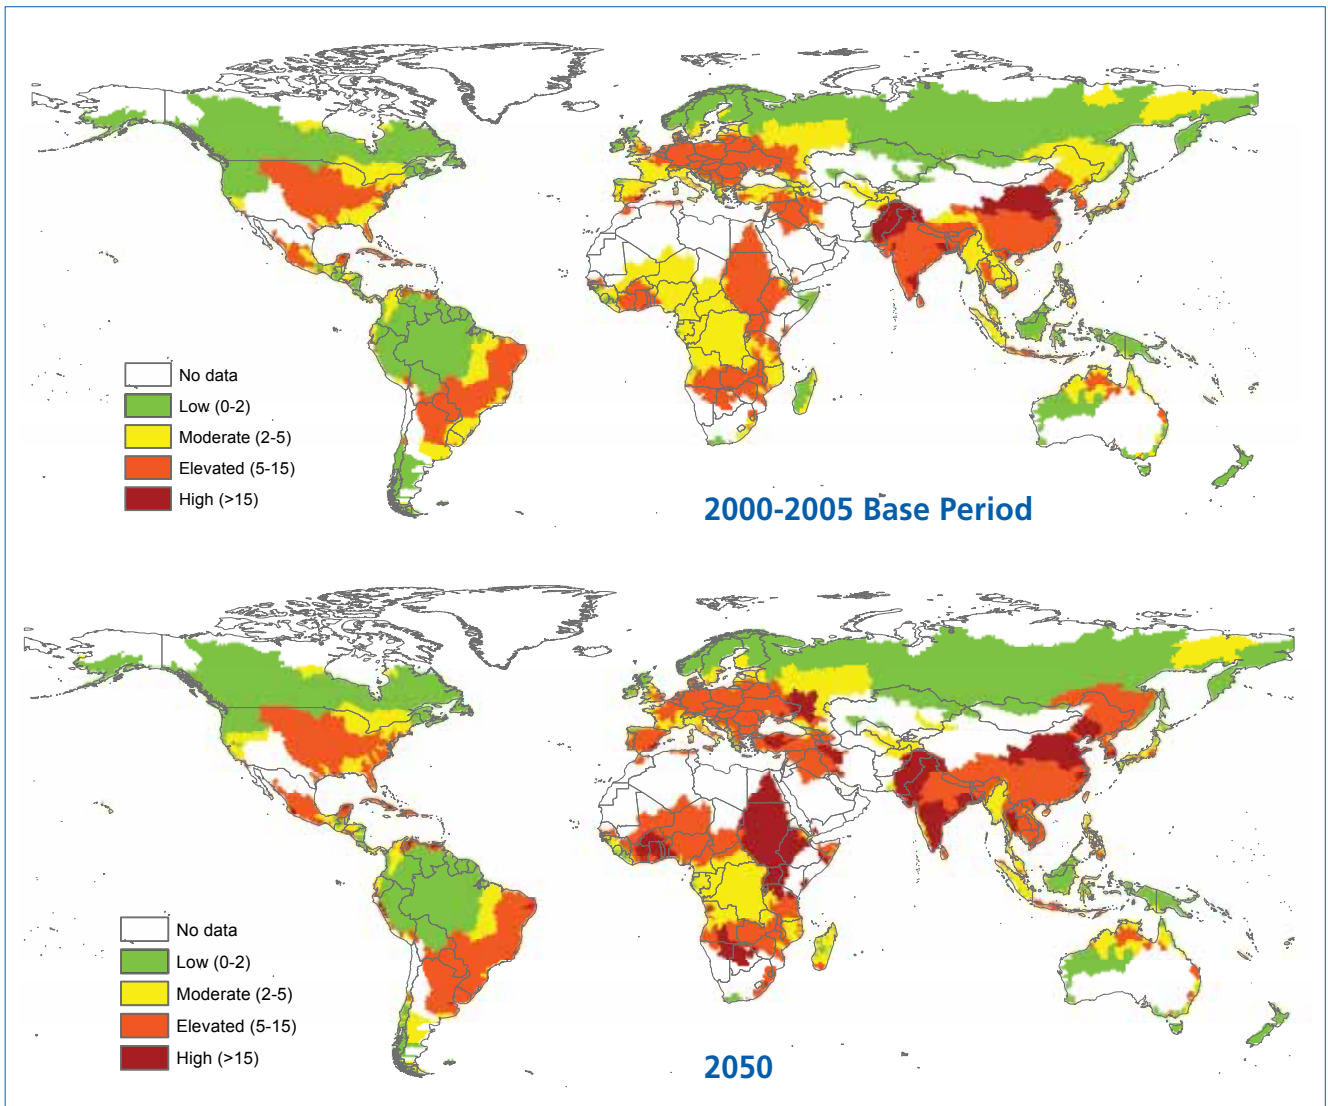 No data
Low (0-2)
Moderate (2-5)
Elevated (5-15)
High (>15)
2000-2005 Base Period
No data
Low (0-2)
Moderate (2-5)
Elevated (5-15)
High (>15)
2050